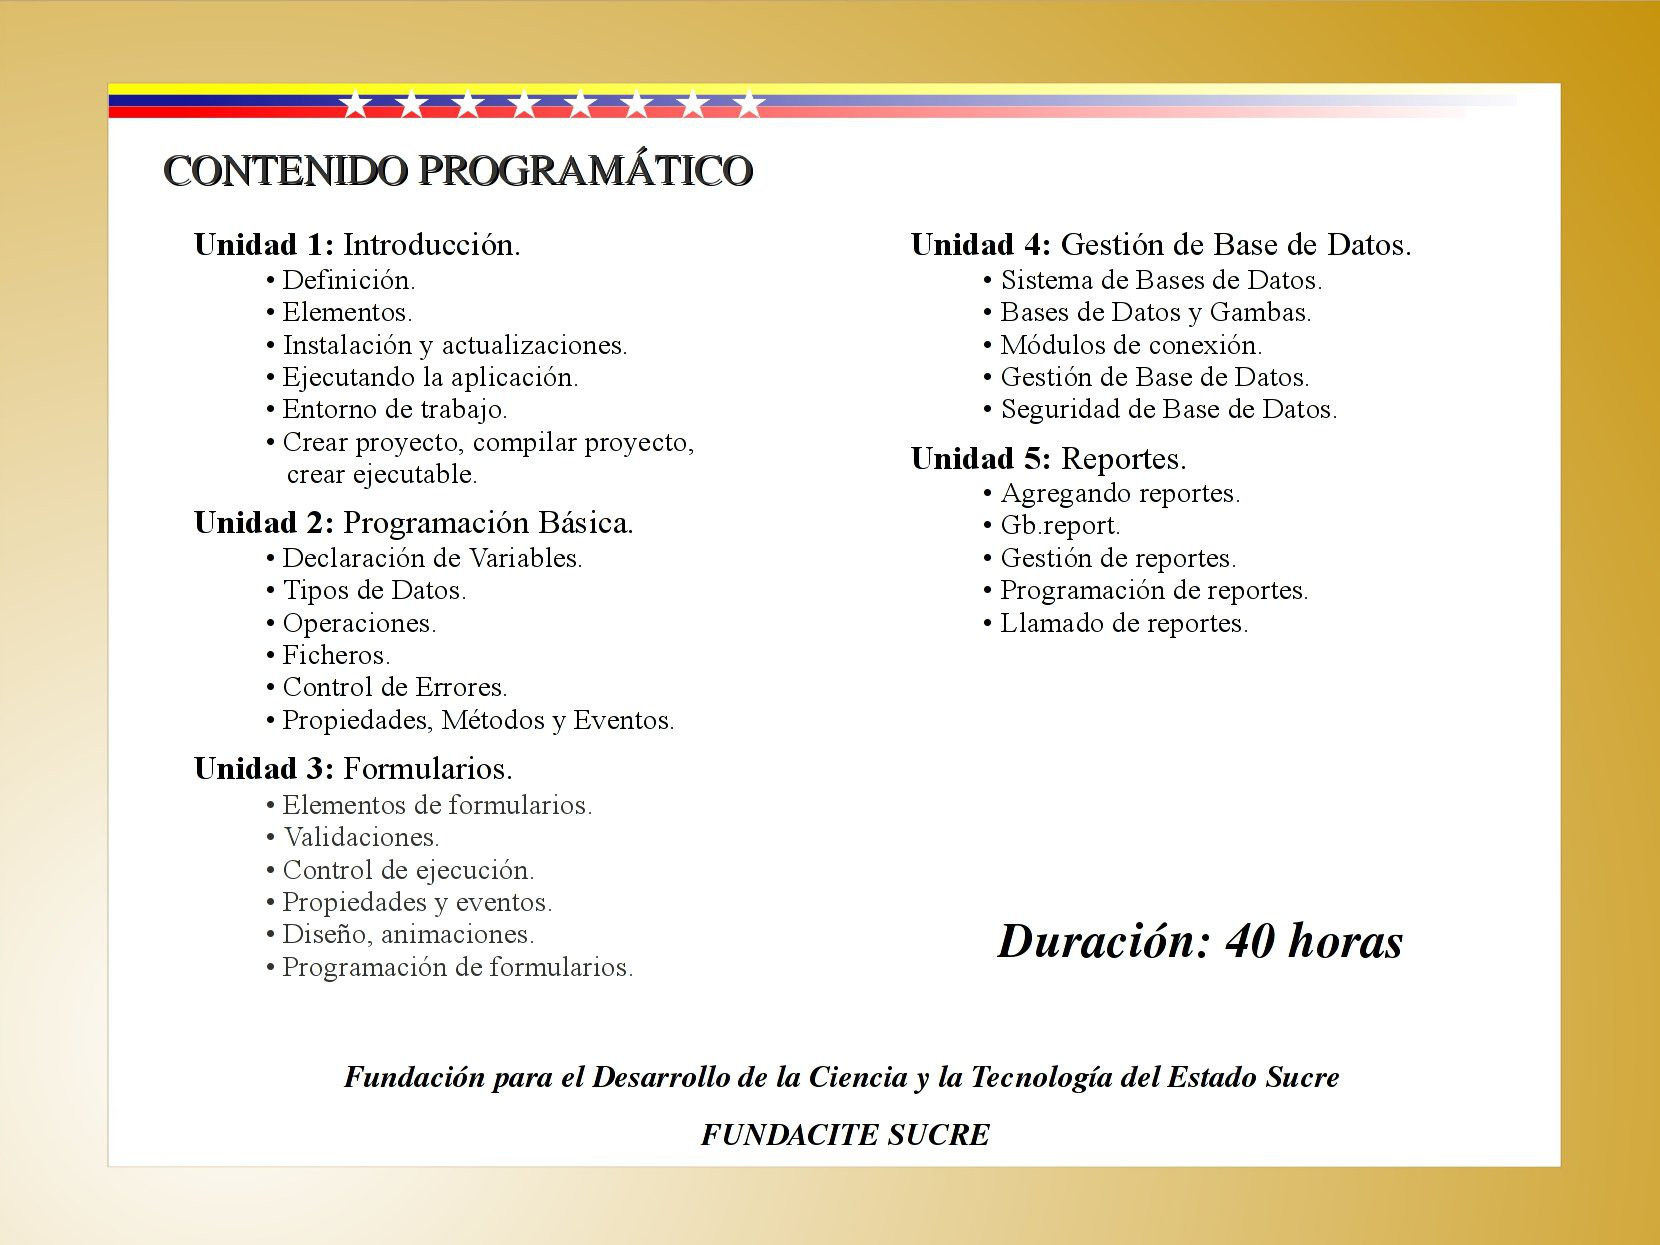 CONTENIDO PROGRAMÁTICO
Unidad 1: Introducción.
• Definición.
• Elementos.
• Instalación y actualizaciones.
• Ejecutando la aplicación.
• Entorno de trabajo.
• Crear proyecto, compilar proyecto,
crear ejecutable.
Unidad 2: Programación Básica.
• Declaración de Variables.
• Tipos de Datos.
• Operaciones.
• Ficheros.
• Control de Errores.
• Propiedades, Métodos y Eventos.
Unidad 3: Formularios.
• Elementos de formularios.
• Validaciones.
• Control de ejecución.
• Propiedades y eventos.
• Diseño, animaciones.
• Programación de formularios.
Unidad 4: Gestión de Base de Datos.
• Sistema de Bases de Datos.
• Bases de Datos y Gambas.
• Módulos de conexión.
• Gestión de Base de Datos.
• Seguridad de Base de Datos.
Unidad 5: Reportes.
• Agregando reportes.
• Gb.report.
• Gestión de reportes.
• Programación de reportes.
• Llamado de reportes.
Duración: 40 horas
Fundación para el Desarrollo de la Ciencia y la Tecnología del Estado Sucre
FUNDACITE SUCRE